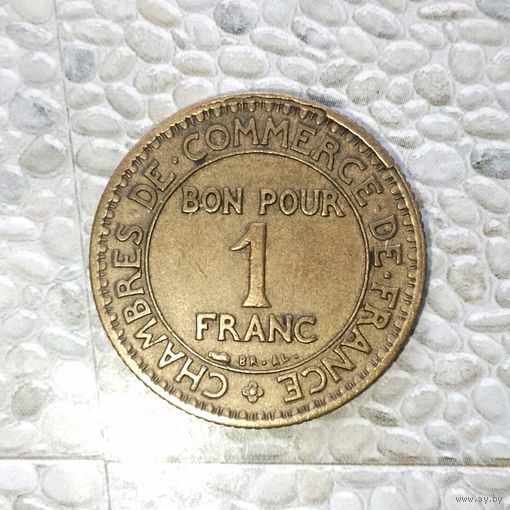 CHAMBRES·DE·COMMERCE·DE·FRANCE
BON POUR
1
FRANC
BR·AL·
www.ay.by